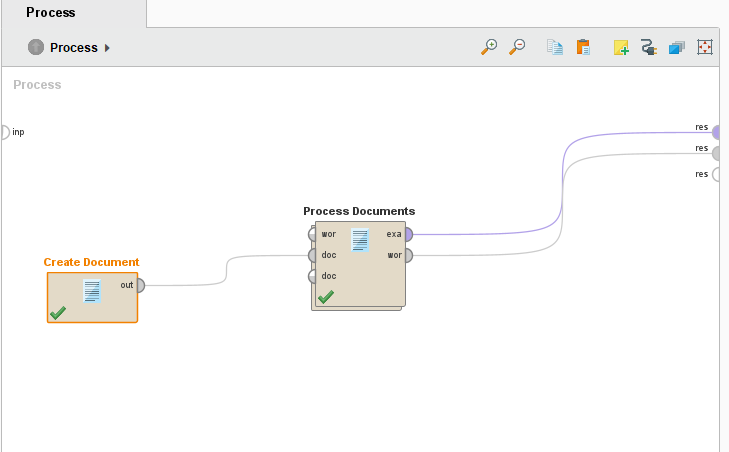 Process
Process
Process
inp
res
res
res
Process Documents
wor
exa
doc
wor
doc
Create Document
out